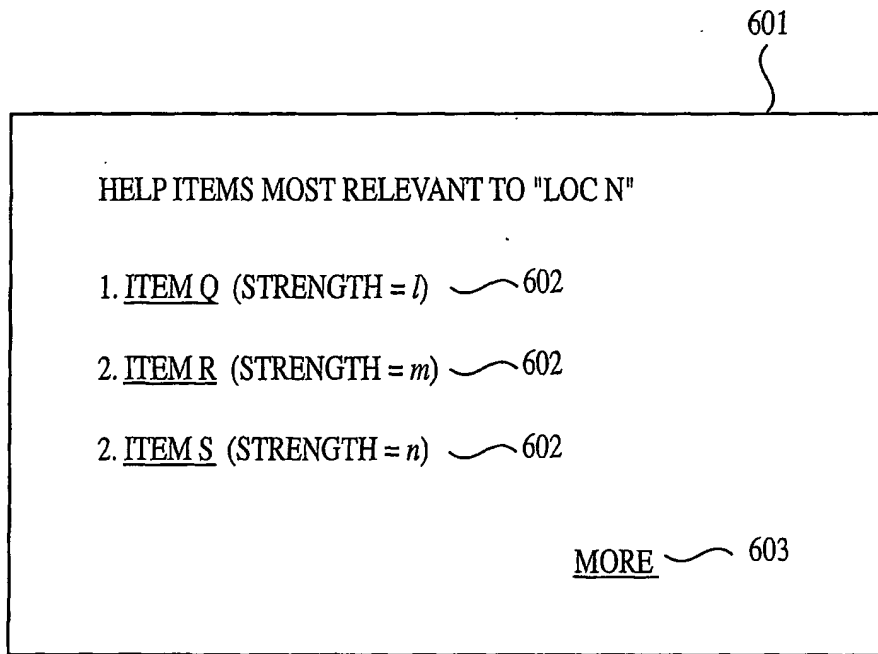 601
HELP ITEMS MOST RELEVANT TO "LOC N"
1. ITEM Q (STRENGTH = l) 602
2. ITEM R (STRENGTH = m) 602
2. ITEM S (STRENGTH = n) 602
MORE 603